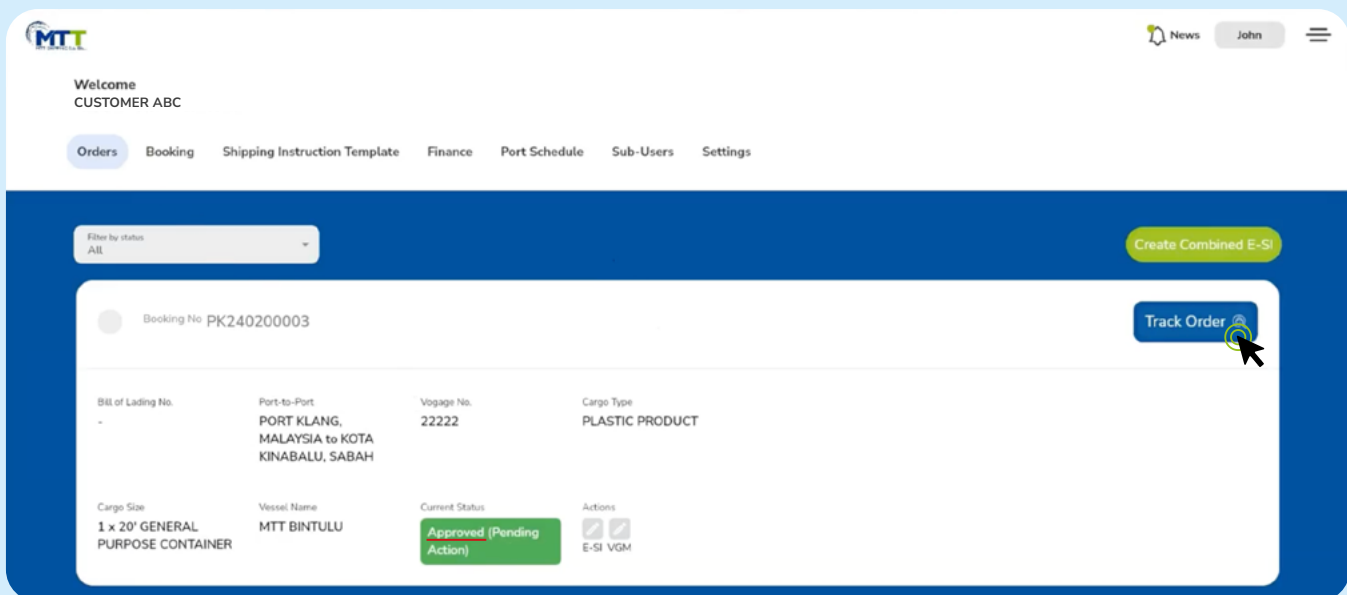 MTT
News
John
Welcome
CUSTOMER ABC
Orders Booking Shipping Instruction Template Finance Port Schedule Sub-Users Settings
Filter by status
All
Create Combined E-SI
Booking No PK240200003
Track Order
Bill of Lading No.
-
Port-to-Port
PORT KLANG,
MALAYSIA to KOTA
KINABALU, SABAH
Vogage No.
22222
Cargo Type
PLASTIC PRODUCT
Cargo Size
1 x 20' GENERAL
PURPOSE CONTAINER
Vessel Name
MTT BINTULU
Current Status
Approved (Pending
Action)
Actions
E-SI VGM